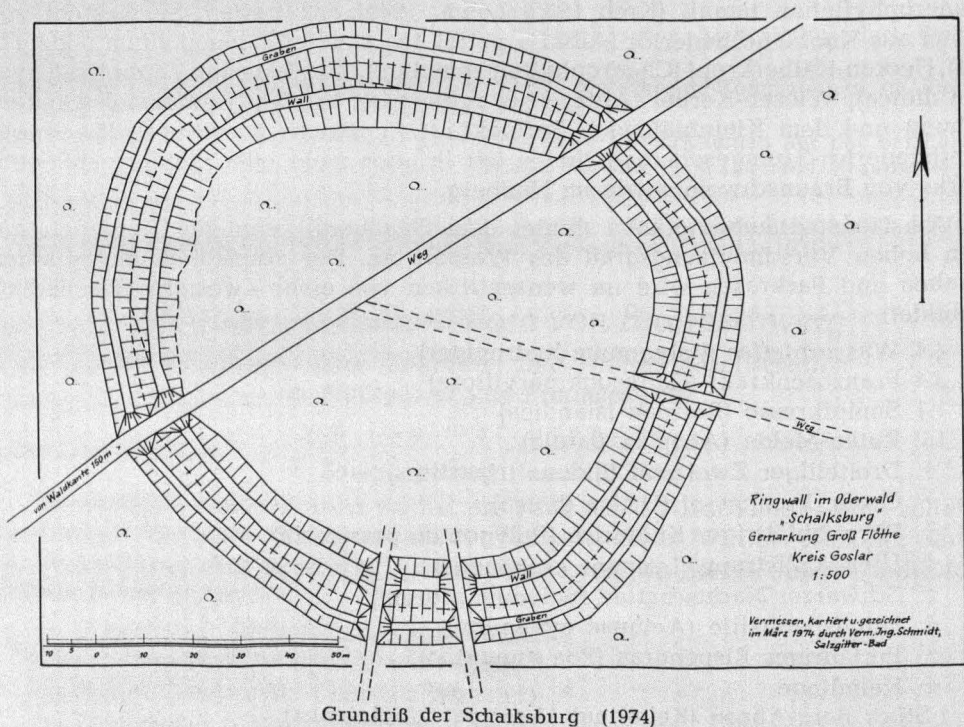 Graben
Wall
Weg
Weg
von Waldkante 150 m
Wall
Graben
Ringwall im Oderwald
„Schalksburg"
Gemarkung Groß Flöthe
Kreis Goslar
1:500
Vermessen, kartiert u. gezeichnet
im März 1974 durch Verm. Ing. Schmidt,
Salzgitter-Bad
10 5 0 10 20 30 40 50 m
Grundriß der Schalksburg (1974)